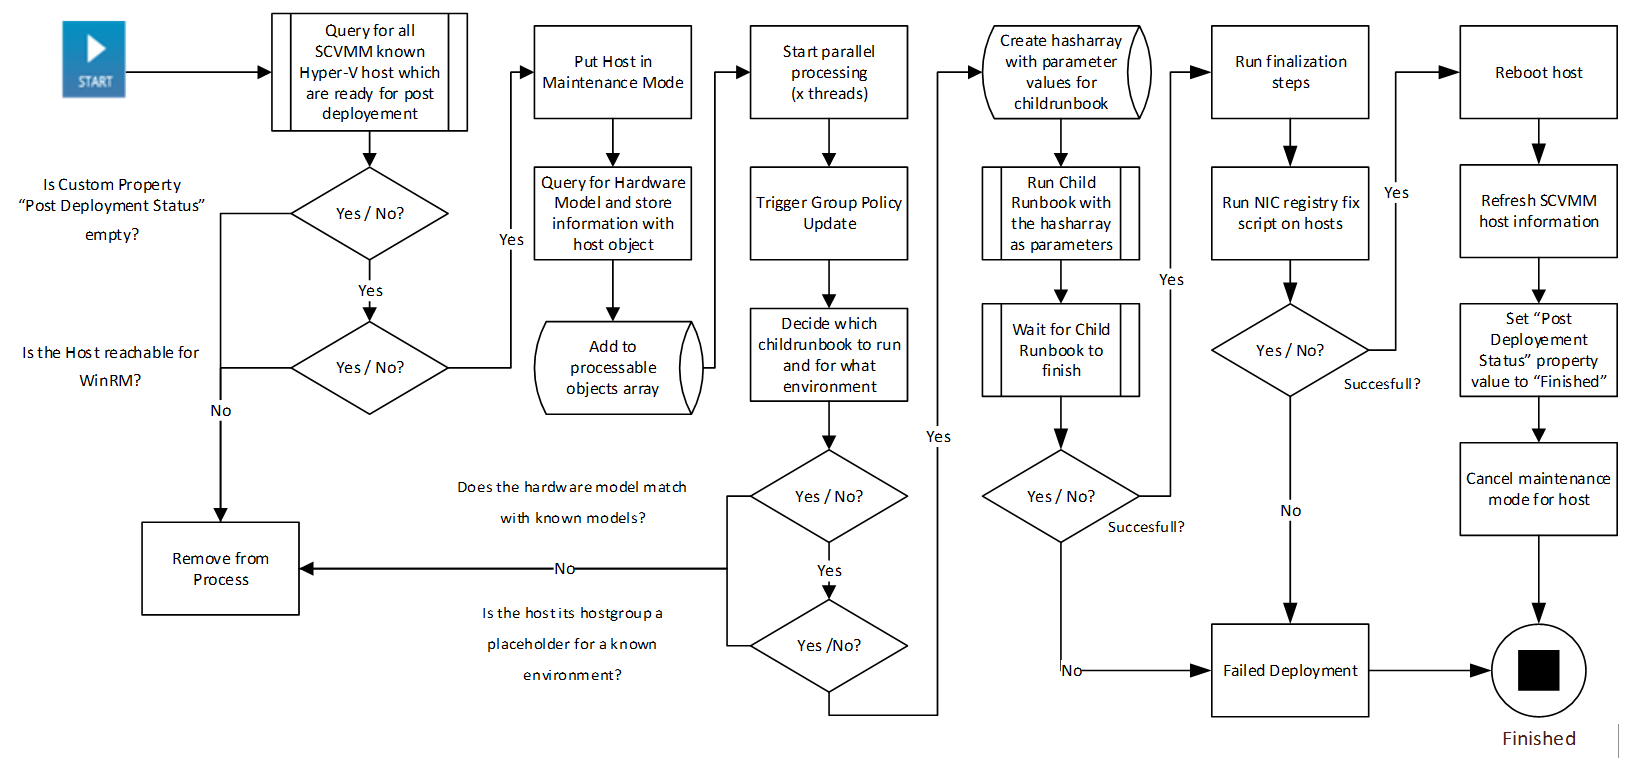 START
Query for all
SCVMM known
Hyper-V host which
are ready for post
deployement
Is Custom Property
“Post Deployment Status”
empty?
Yes / No?
Yes
Is the Host reachable for
WinRM?
Yes / No?
No
Remove from
Process
Yes
Put Host in
Maintenance Mode
Query for Hardware
Model and store
information with
host object
Add to
processable
objects array
Start parallel
processing
(x threads)
Trigger Group Policy
Update
Decide which
childrunbook to run
and for what
environment
Does the hardware model match
with known models?
Yes / No?
Yes
No
Is the host its hostgroup a
placeholder for a known
environment?
Yes /No?
Yes
Create hasharray
with parameter
values for
childrunbook
Run Child
Runbook with
the hasharray
as parameters
Wait for Child
Runbook to
finish
Yes / No?
Succesfull?
No
Yes
Run finalization
steps
Run NIC registry fix
script on hosts
Yes / No?
Succesfull?
No
Failed Deployment
Yes
Reboot host
Refresh SCVMM
host information
Set “Post
Deployement
Status” property
value to “Finished”
Cancel maintenance
mode for host
Finished